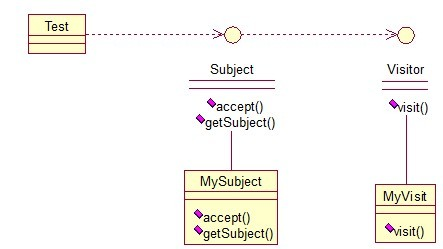 Test
Subject
accept()
getSubject()
Visitor
visit()
MySubject
accept()
getSubject()
MyVisit
visit()